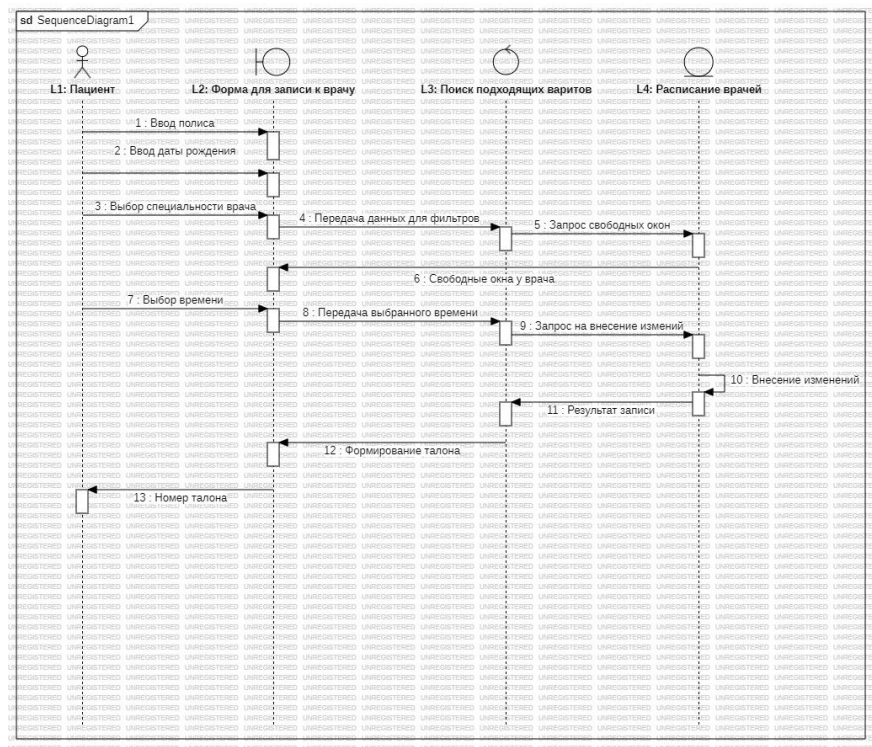 sd SequenceDiagram1
L1: Пациент
L2: Форма для записи к врачу
L3: Поиск подходящих варитов
L4: Расписание врачей
1 : Ввод полиса
2 : Ввод даты рождения
3 : Выбор специальности врача
4 : Передача данных для фильтров
5 : Запрос свободных окон
6 : Свободные окна у врача
7 : Выбор времени
8 : Передача выбранного времени
9 : Запрос на внесение измений
10 : Внесение изменений
11 : Результат записи
12 : Формирование талона
13 : Номер талона
UNREGISTERED